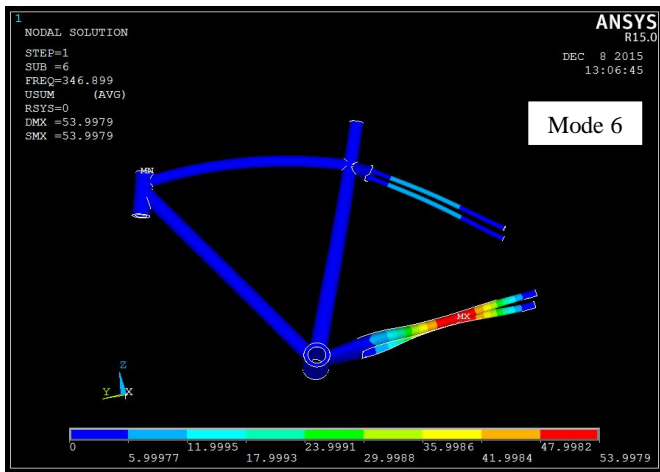 1
NODAL SOLUTION
STEP=1
SUB =6
FREQ=346.899
USUM (AVG)
RSYS=0
DMX =53.9979
SMX =53.9979
ANSYS
R15.0
DEC 8 2015
13:06:45
Mode 6
MN
MX
Z
Y X
0 11.9995 23.9991 35.9986 47.9982
5.99977 17.9993 29.9988 41.9984 53.9979